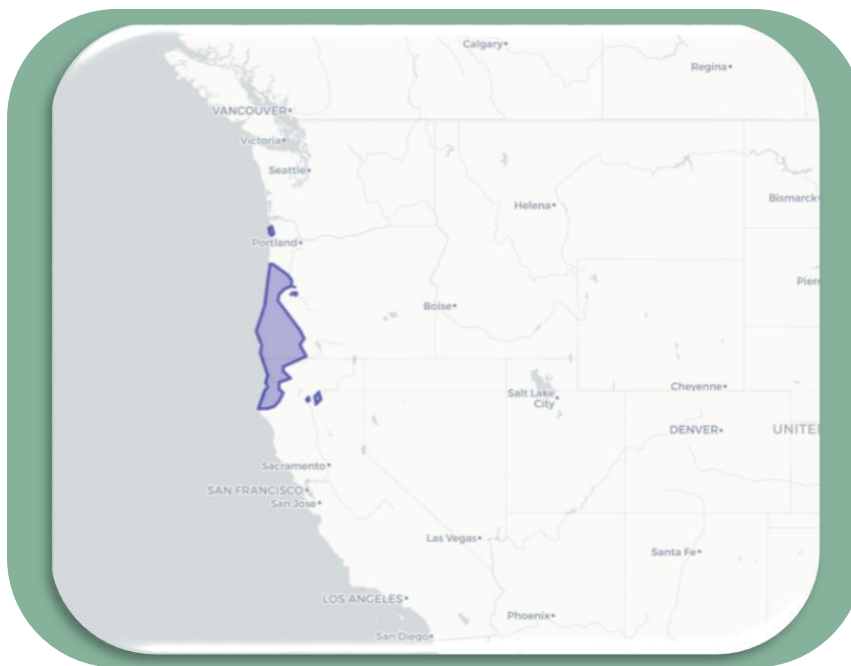 Calgary
Regina
VANCOUVER
Victoria
Seattle
Helena
Bismarck
Portland
Pierr
Boise
Salt Lake
City
Cheyenne
DENVER
UNITE
Sacramento
SAN FRANCISCO
San Jose
Las Vegas
Santa Fe
LOS ANGELES
Phoenix
San Diego